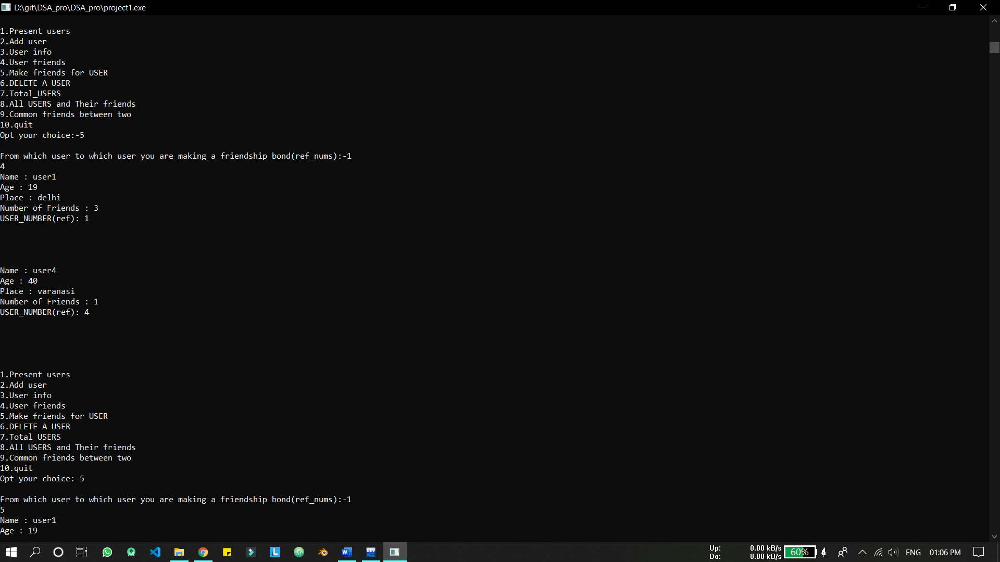 D:\git\DSA_pro\DSA_pro\project1.exe
1.Present users
2.Add user
3.User info
4.User friends
5.Make friends for USER
6.DELETE A USER
7.Total_USERS
8.All USERS and Their friends
9.Common friends between two
10.quit
Opt your choice:-5
From which user to which user you are making a friendship bond(ref_nums):-1
4
Name : user1
Age : 19
Place : delhi
Number of Friends : 3
USER_NUMBER(ref): 1
Name : user4
Age : 40
Place : varanasi
Number of Friends : 1
USER_NUMBER(ref): 4
1.Present users
2.Add user
3.User info
4.User friends
5.Make friends for USER
6.DELETE A USER
7.Total_USERS
8.All USERS and Their friends
9.Common friends between two
10.quit
Opt your choice:-5
From which user to which user you are making a friendship bond(ref_nums):-1
5
Name : user1
Age : 19
L
W
DEV
Up: 0.00 kB/s
Do: 0.00 kB/s
60%
ENG
01:06 PM